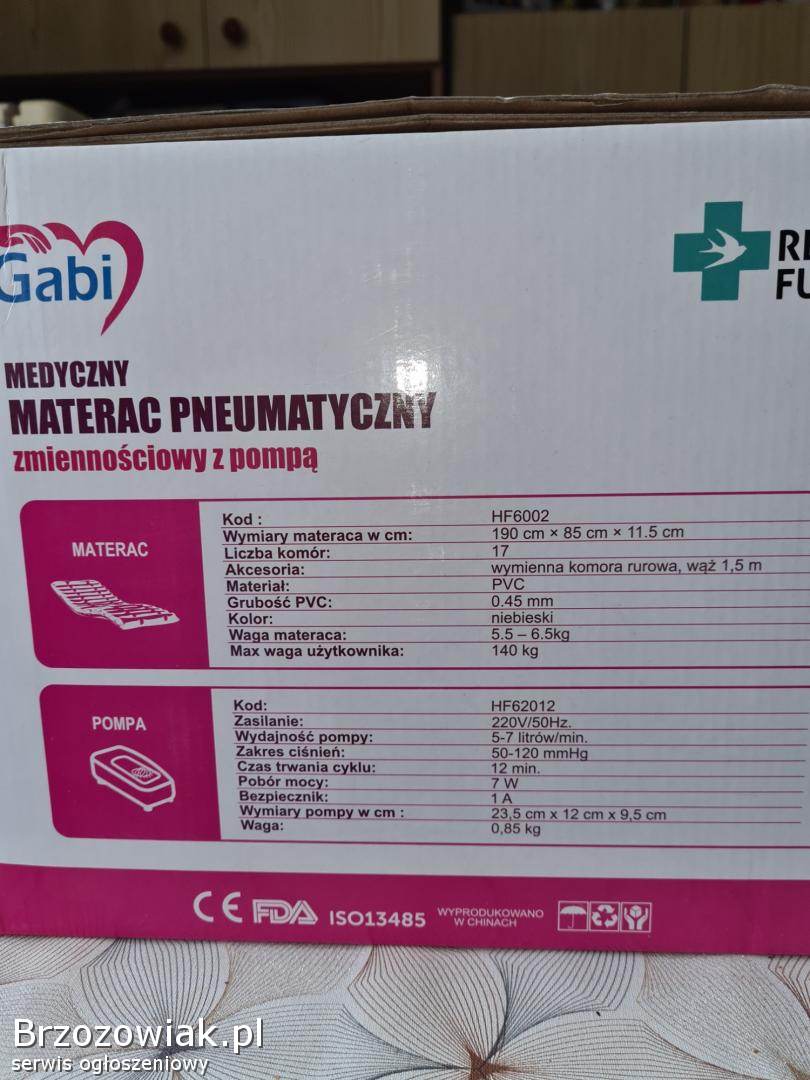 Gabi
MEDYCZNY
MATERAC PNEUMATYCZNY
zmiennościowy z pompą
MATERAC
Kod : HF6002
Wymiary materaca w cm: 190 cm × 85 cm × 11.5 cm
Liczba komór: 17
Akcesoria: wymienna komora rurowa, wąż 1,5 m
Materiał: PVC
Grubość PVC: 0.45 mm
Kolor: niebieski
Waga materaca: 5.5 – 6.5kg
Max waga użytkownika: 140 kg
POMPA
Kod: HF62012
Zasilanie: 220V/50Hz.
Wydajność pompy: 5-7 litrów/min.
Zakres ciśnień: 50-120 mmHg
Czas trwania cyklu: 12 min.
Pobór mocy: 7 W
Bezpiecznik: 1 A
Wymiary pompy w cm : 23,5 cm x 12 cm x 9,5 cm
Waga: 0,85 kg
CE FDA ISO13485 WYPRODUKOWANO
W CHINACH
Brzozowiak.pl
serwis ogłoszeniowy